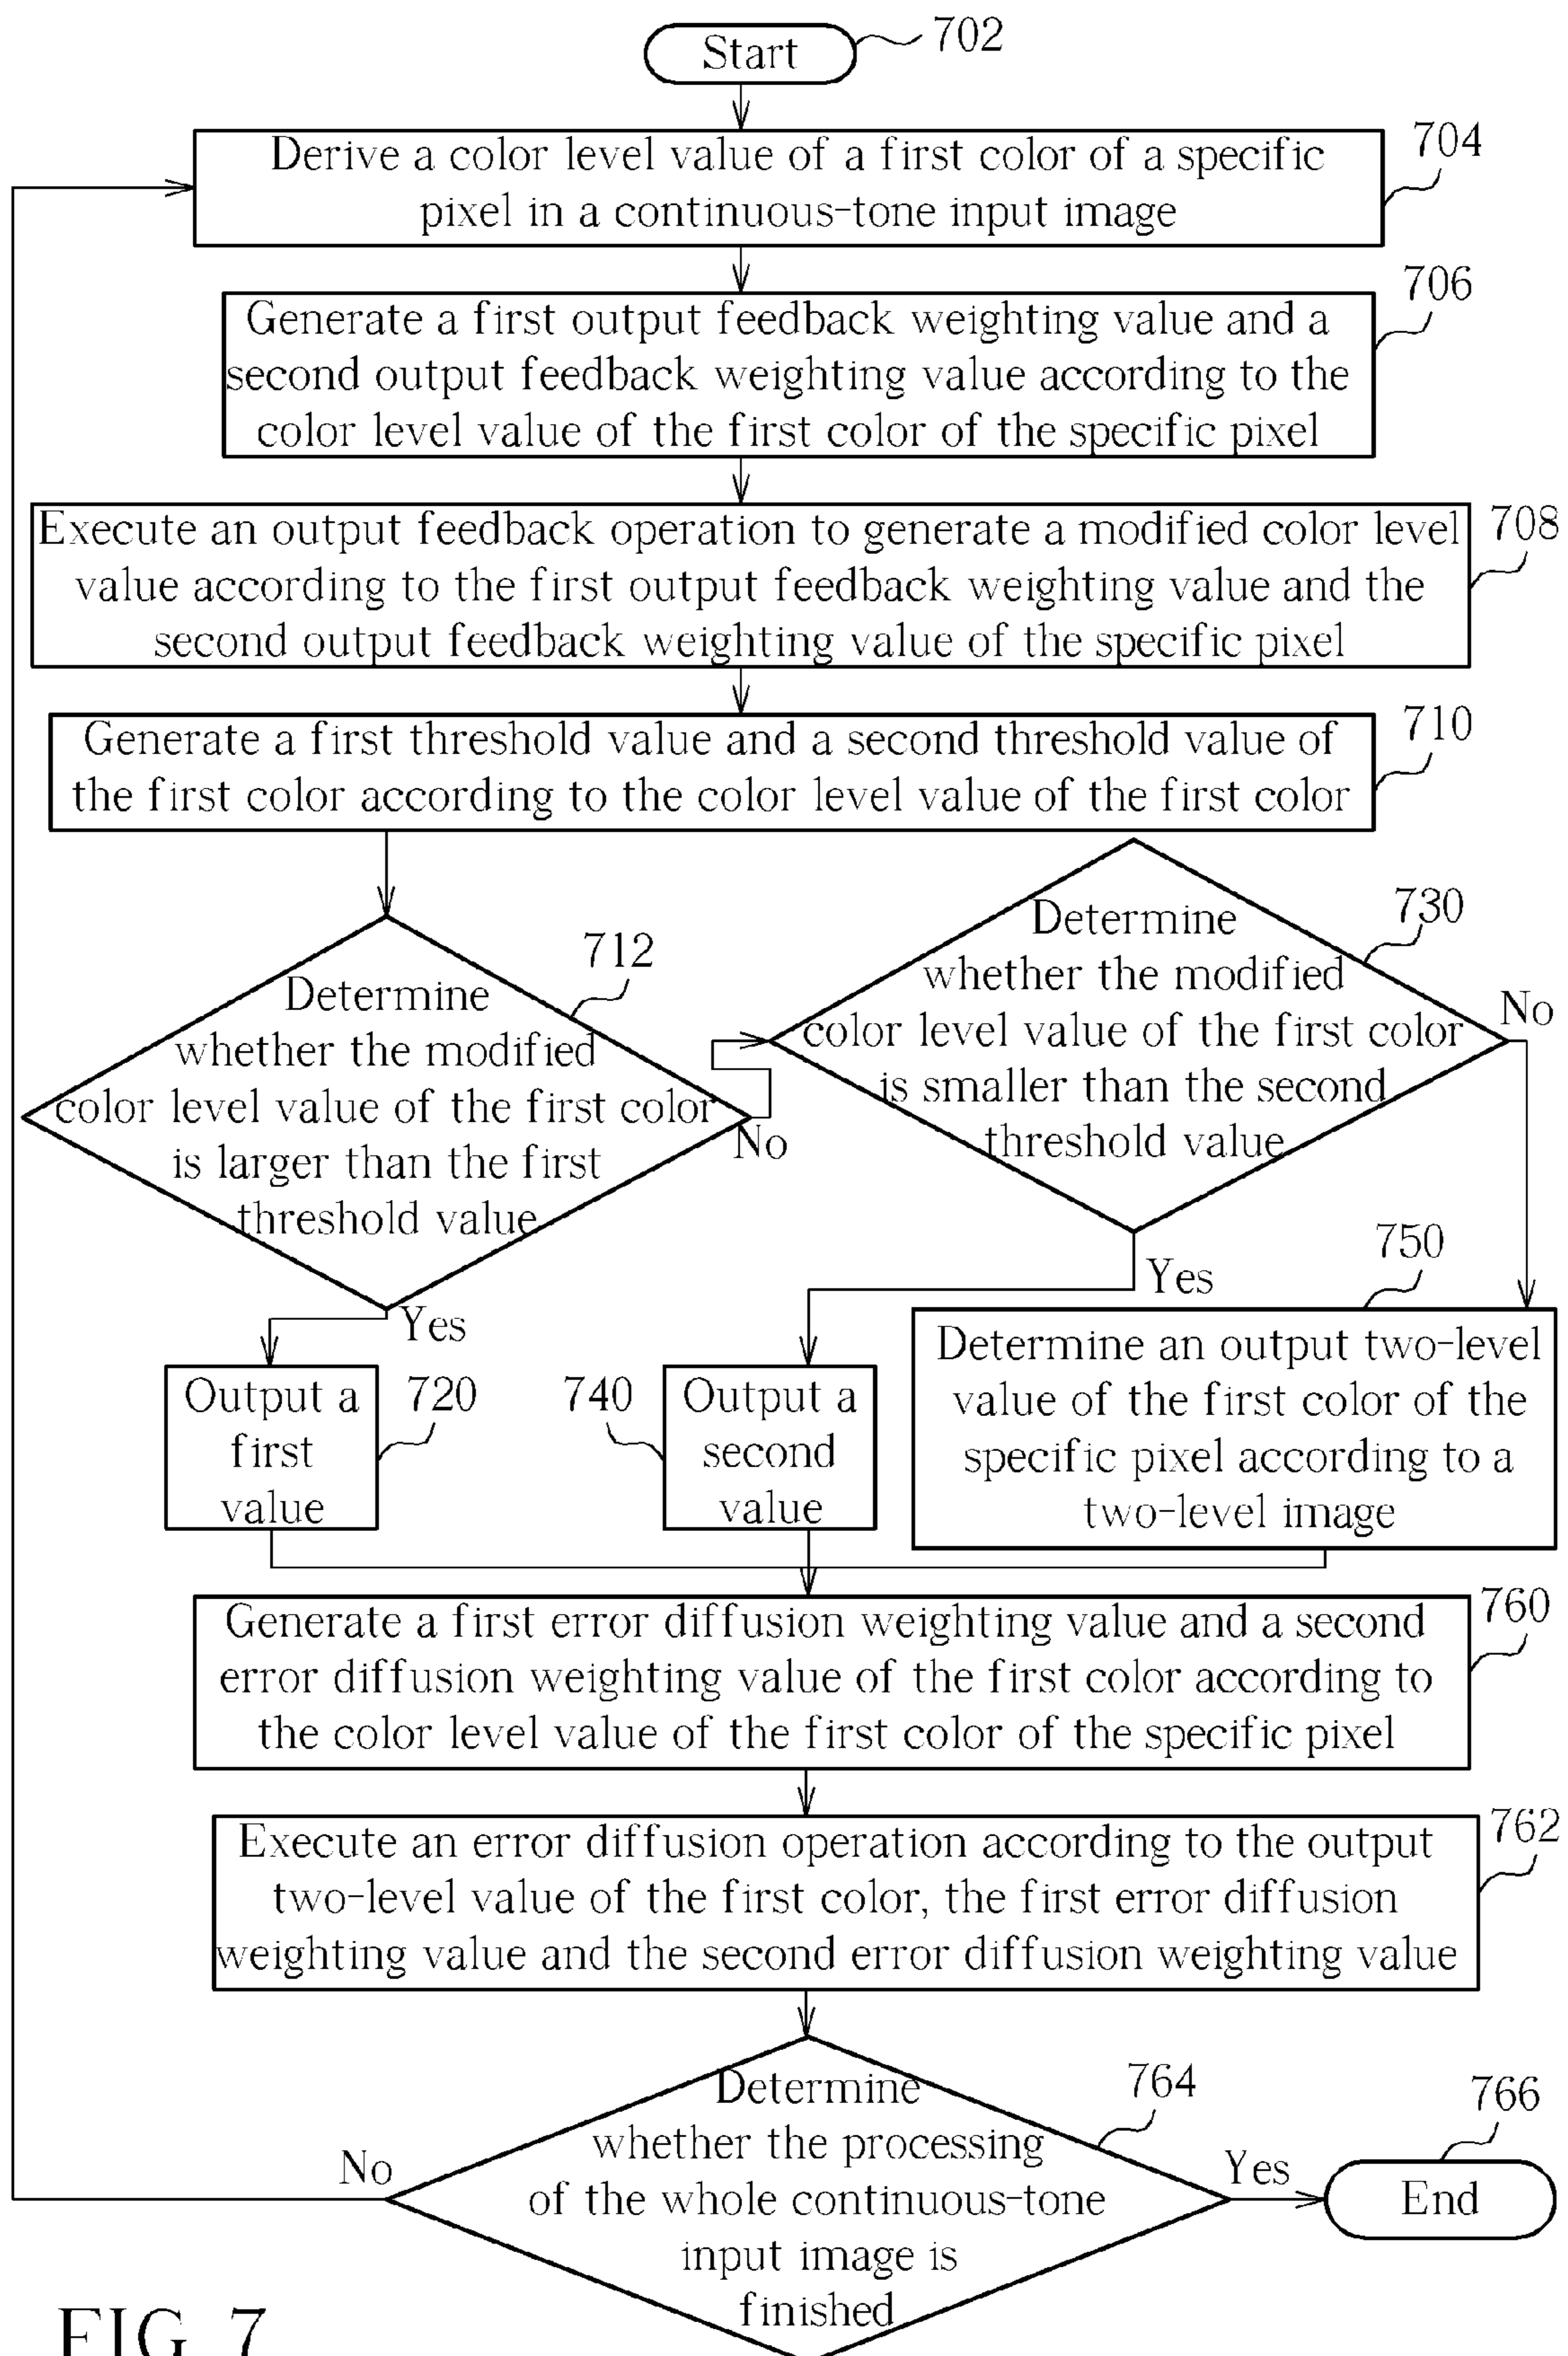 Start
702
Derive a color level value of a first color of a specific
pixel in a continuous-tone input image
704
Generate a first output feedback weighting value and a
second output feedback weighting value according to the
color level value of the first color of the specific pixel
706
Execute an output feedback operation to generate a modified color level
value according to the first output feedback weighting value and the
second output feedback weighting value of the specific pixel
708
Generate a first threshold value and a second threshold value of
the first color according to the color level value of the first color
710
Determine
whether the modified
color level value of the first color
is larger than the first
threshold value
712
No
Yes
Determine
whether the modified
color level value of the first color
is smaller than the second
threshold value
730
No
Yes
Output a
first
value
720
740
Output a
second
value
750
Determine an output two-level
value of the first color of the
specific pixel according to a
two-level image
Generate a first error diffusion weighting value and a second
error diffusion weighting value of the first color according to
the color level value of the first color of the specific pixel
760
Execute an error diffusion operation according to the output
two-level value of the first color, the first error diffusion
weighting value and the second error diffusion weighting value
762
Determine
whether the processing
of the whole continuous-tone
input image is
finished
764
No
Yes
End
766
FIG. 7